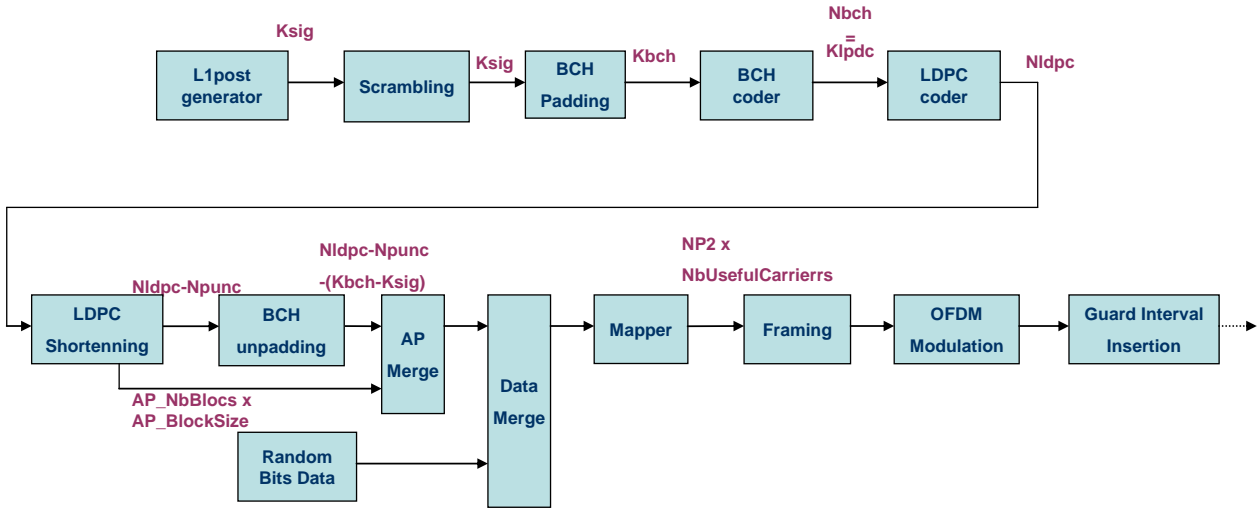 Ksig
Ksig
Kbch
Nbch
=
Klpdc
Nldpc
L1post
generator
Scrambling
BCH
Padding
BCH
coder
LDPC
coder
Nldpc-Npunc
Nldpc-Npunc
-(Kbch-Ksig)
NP2 x
NbUsefulCarrierrs
LDPC
Shortenning
BCH
unpadding
AP
Merge
Data
Merge
Mapper
Framing
OFDM
Modulation
Guard Interval
Insertion
AP_NbBlocs x
AP_BlockSize
Random
Bits Data